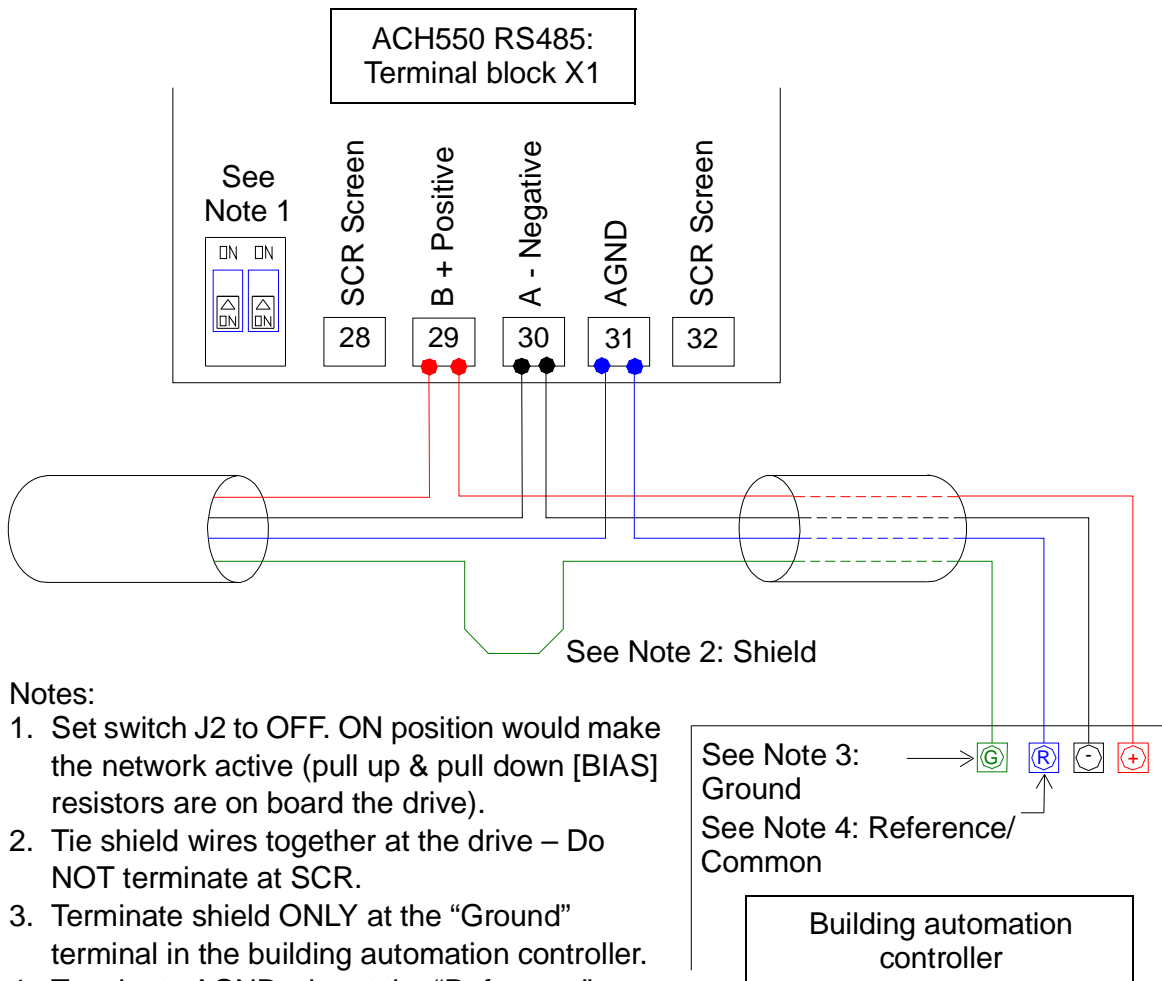 ACH550 RS485:
Terminal block X1
See
Note 1
ON ON
ON ON
SCR Screen
B + Positive
A - Negative
AGND
SCR Screen
28 29 30 31 32
See Note 2: Shield
Notes:
1. Set switch J2 to OFF. ON position would make
the network active (pull up & pull down [BIAS]
resistors are on board the drive).
2. Tie shield wires together at the drive – Do
NOT terminate at SCR.
3. Terminate shield ONLY at the “Ground”
terminal in the building automation controller.
See Note 3:
Ground
G R - +
See Note 4: Reference/
Common
Building automation
controller